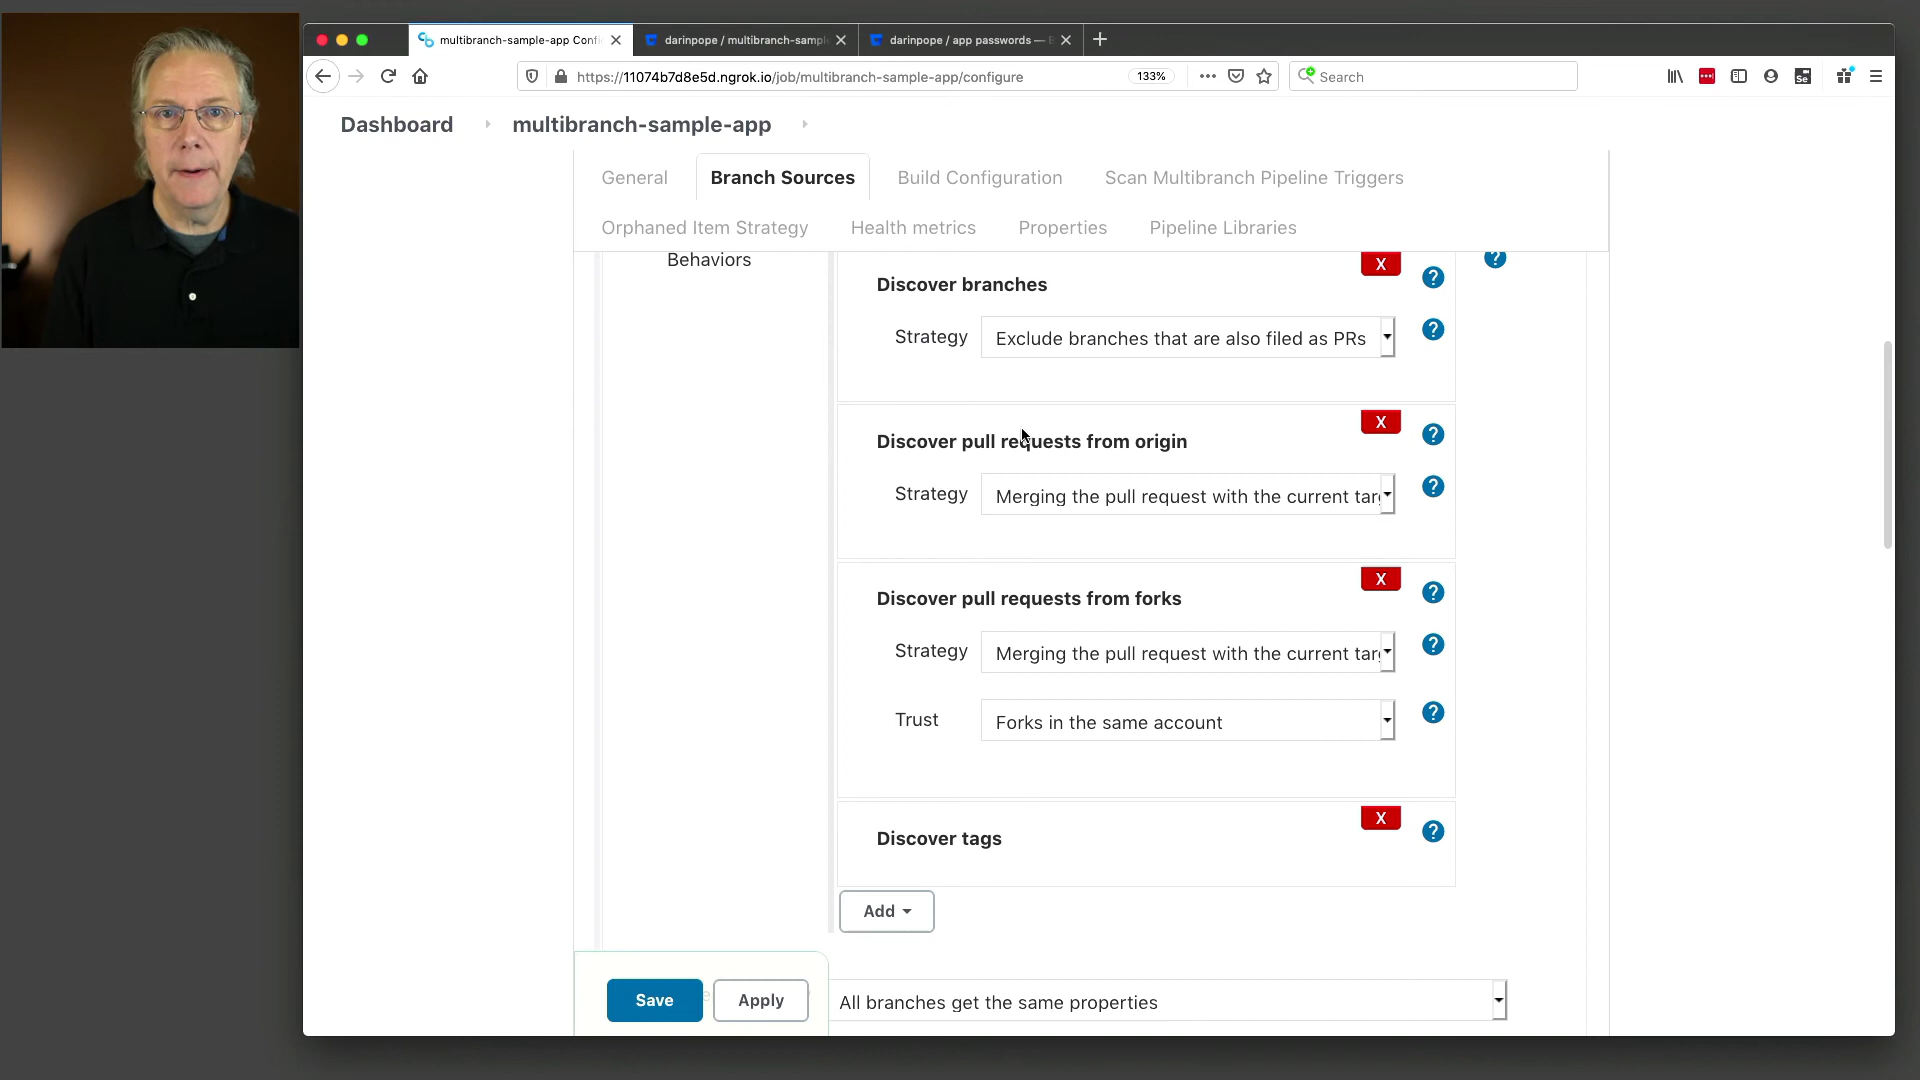 multibranch-sample-app Confi
darinpope / multibranch-sampl
darinpope / app passwords —
https://11074b7d8e5d.ngrok.io/job/multibranch-sample-app/configure
133%
Search
Dashboard
multibranch-sample-app
General
Branch Sources
Build Configuration
Scan Multibranch Pipeline Triggers
Orphaned Item Strategy
Health metrics
Properties
Pipeline Libraries
Behaviors
X
?
?
Discover branches
Strategy
Exclude branches that are also filed as PRs
?
X
?
Discover pull requests from origin
Strategy
Merging the pull request with the current targ
?
X
?
Discover pull requests from forks
Strategy
Merging the pull request with the current targ
?
Trust
Forks in the same account
?
X
?
Discover tags
Add
Save
Apply
All branches get the same properties